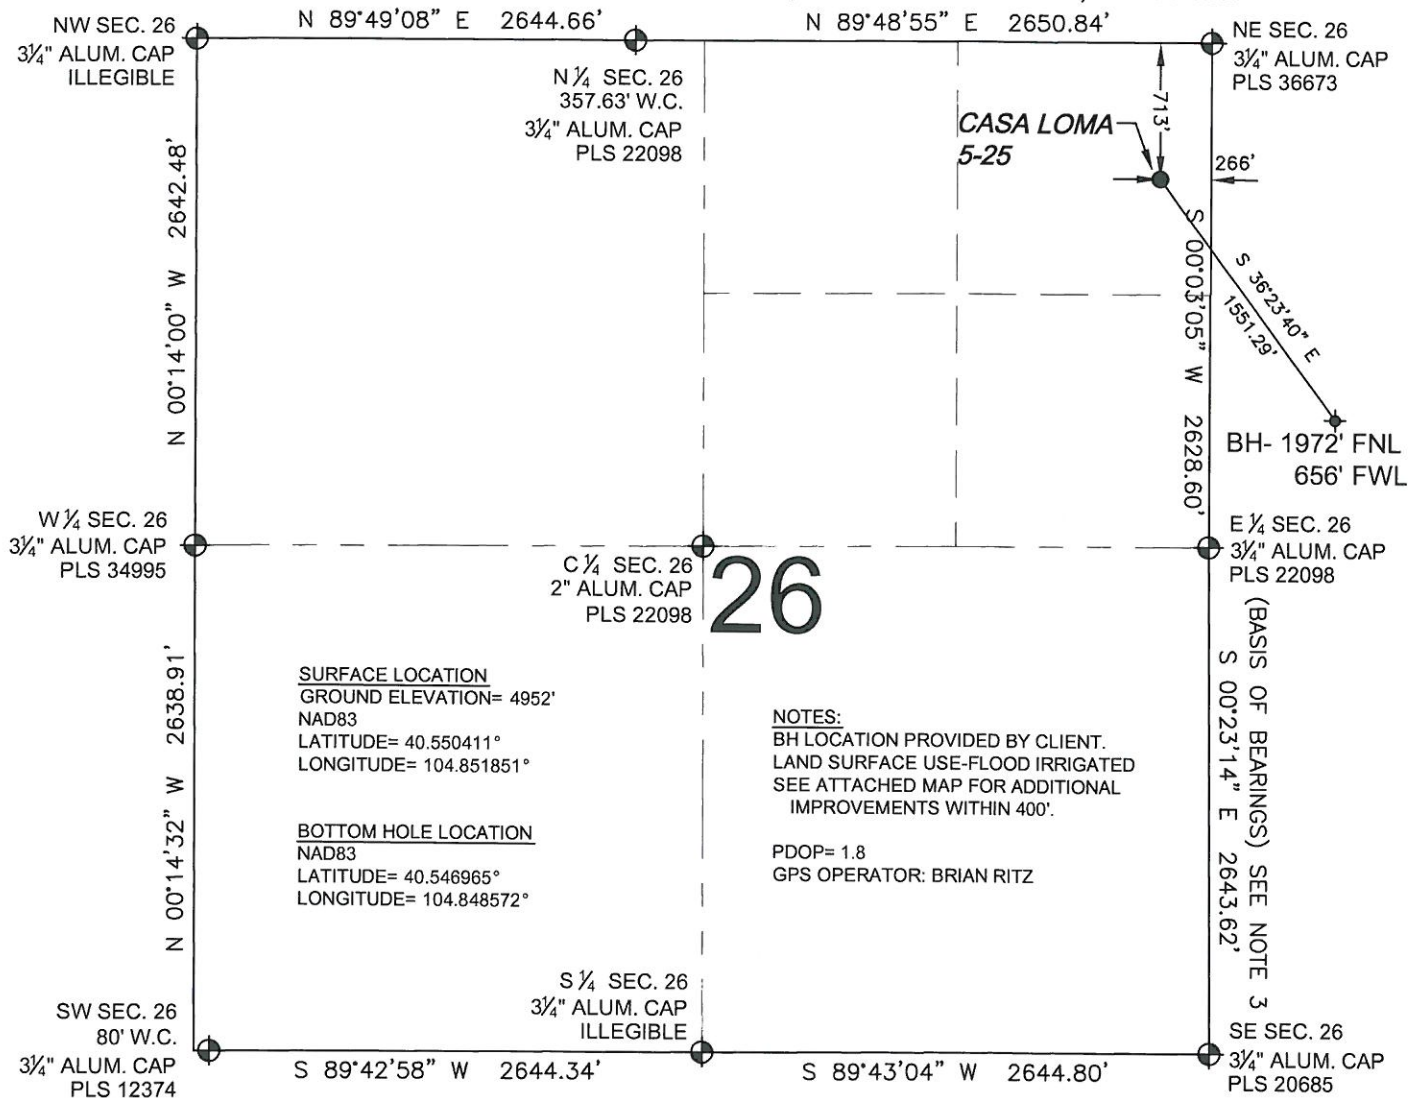 N 89°49'08" E 2644.66'
N 89°48'55" E 2650.84'
NW SEC. 26
3¼" ALUM. CAP
ILLEGIBLE
N ¼ SEC. 26
357.63' W.C.
3¼" ALUM. CAP
PLS 22098
NE SEC. 26
3¼" ALUM. CAP
PLS 36673
CASA LOMA
5-25
713'
266'
N 00°14'00" W 2642.48'
S 00°03'05" W 2628.60'
S 36°23'40" E
1551.29'
BH- 1972' FNL
656' FWL
W ¼ SEC. 26
3¼" ALUM. CAP
PLS 34995
C ¼ SEC. 26
2" ALUM. CAP
PLS 22098
26
E ¼ SEC. 26
3¼" ALUM. CAP
PLS 22098
N 00°14'32" W 2638.91'
SURFACE LOCATION
GROUND ELEVATION= 4952'
NAD83
LATITUDE= 40.550411°
LONGITUDE= 104.851851°
BOTTOM HOLE LOCATION
NAD83
LATITUDE= 40.546965°
LONGITUDE= 104.848572°
NOTES:
BH LOCATION PROVIDED BY CLIENT.
LAND SURFACE USE-FLOOD IRRIGATED
SEE ATTACHED MAP FOR ADDITIONAL
IMPROVEMENTS WITHIN 400'.
PDOP= 1.8
GPS OPERATOR: BRIAN RITZ
S 00°23'14" E 2643.62'
(BASIS OF BEARINGS) SEE NOTE 3
SW SEC. 26
80' W.C.
3¼" ALUM. CAP
PLS 12374
S ¼ SEC. 26
3¼" ALUM. CAP
ILLEGIBLE
SE SEC. 26
3¼" ALUM. CAP
PLS 20685
S 89°42'58" W 2644.34'
S 89°43'04" W 2644.80'